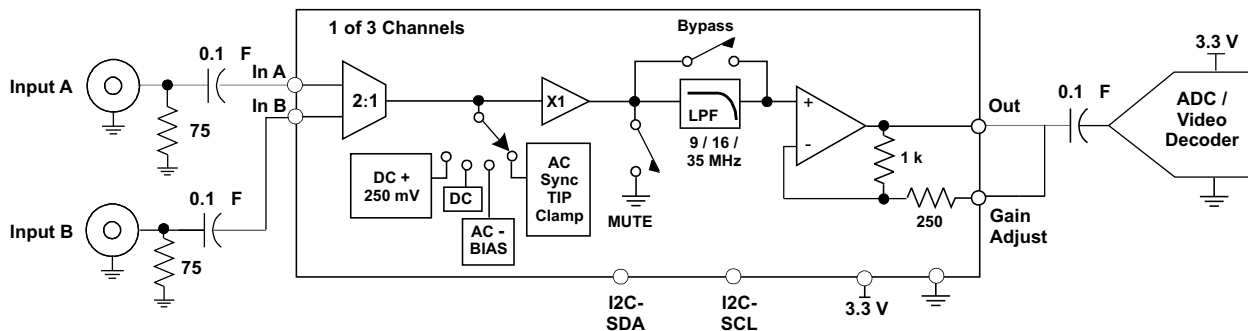 1 of 3 Channels
Bypass
3.3 V
0.1 F
Input A
In A
In B
2:1
X1
LPF
+
-
Out
0.1 F
ADC /
Video
Decoder
75
9 / 16 /
35 MHz
1 k
DC +
250 mV
DC
AC
Sync
TIP
Clamp
AC -
BIAS
MUTE
250
Gain
Adjust
0.1 F
Input B
75
I2C-
SDA
I2C-
SCL
3.3 V